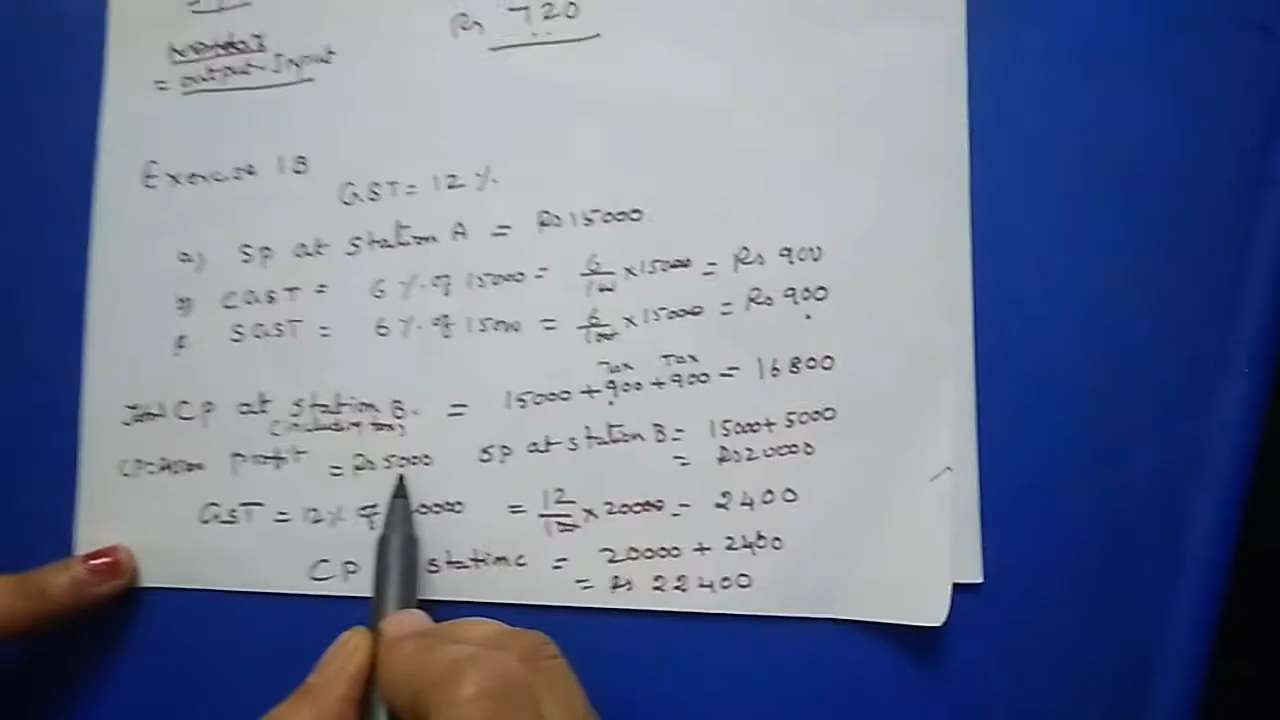 Rs 720
= output - Input
Exercise 1B
GST = 12 %
a) SP at station A = Rs 15000
CGST = 6 % of 15000 = 6/100 x 15000 = Rs 900
SGST = 6 % of 15000 = 6/100 x 15000 = Rs 900
Tax Tax
CP at station B. = 15000 + 900 + 900 = 16800
(including tax)
profit = Rs 5000 SP at station B = 15000 + 5000
= Rs 20000
GST = 12 % of 20000 = 12/100 x 20000 = 2400
CP station C = 20000 + 2400
= Rs 22400